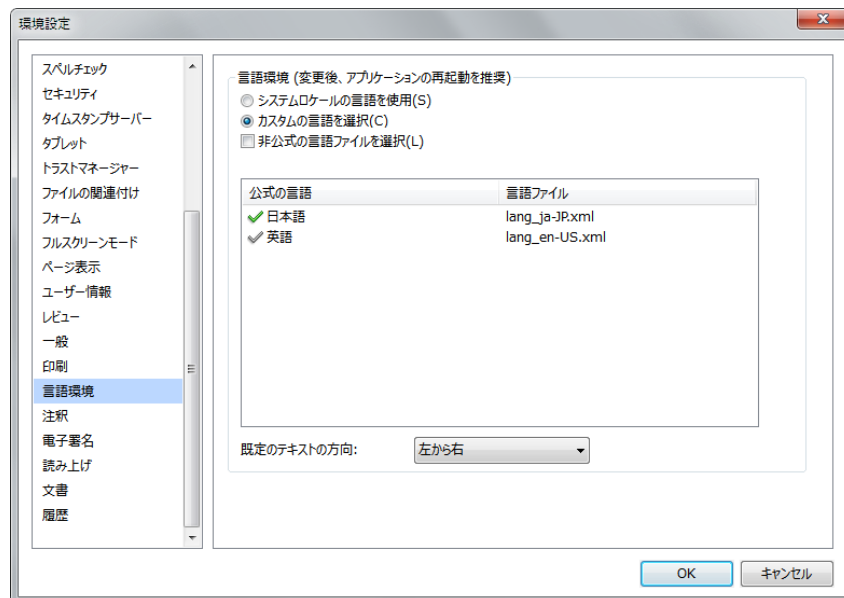 環境設定
スペルチェック
セキュリティ
タイムスタンプサーバー
タブレット
トラストマネージャー
ファイルの関連付け
フォーム
フルスクリーンモード
ページ表示
ユーザー情報
レビュー
一般
印刷
言語環境
注釈
電子署名
読み上げ
文書
履歴
言語環境 (変更後、アプリケーションの再起動を推奨)
システムロケールの言語を使用(S)
カスタムの言語を選択(C)
非公式の言語ファイルを選択(L)
公式の言語 言語ファイル
日本語 lang_ja-JP.xml
英語 lang_en-US.xml
既定のテキストの方向: 左から右
OK キャンセル